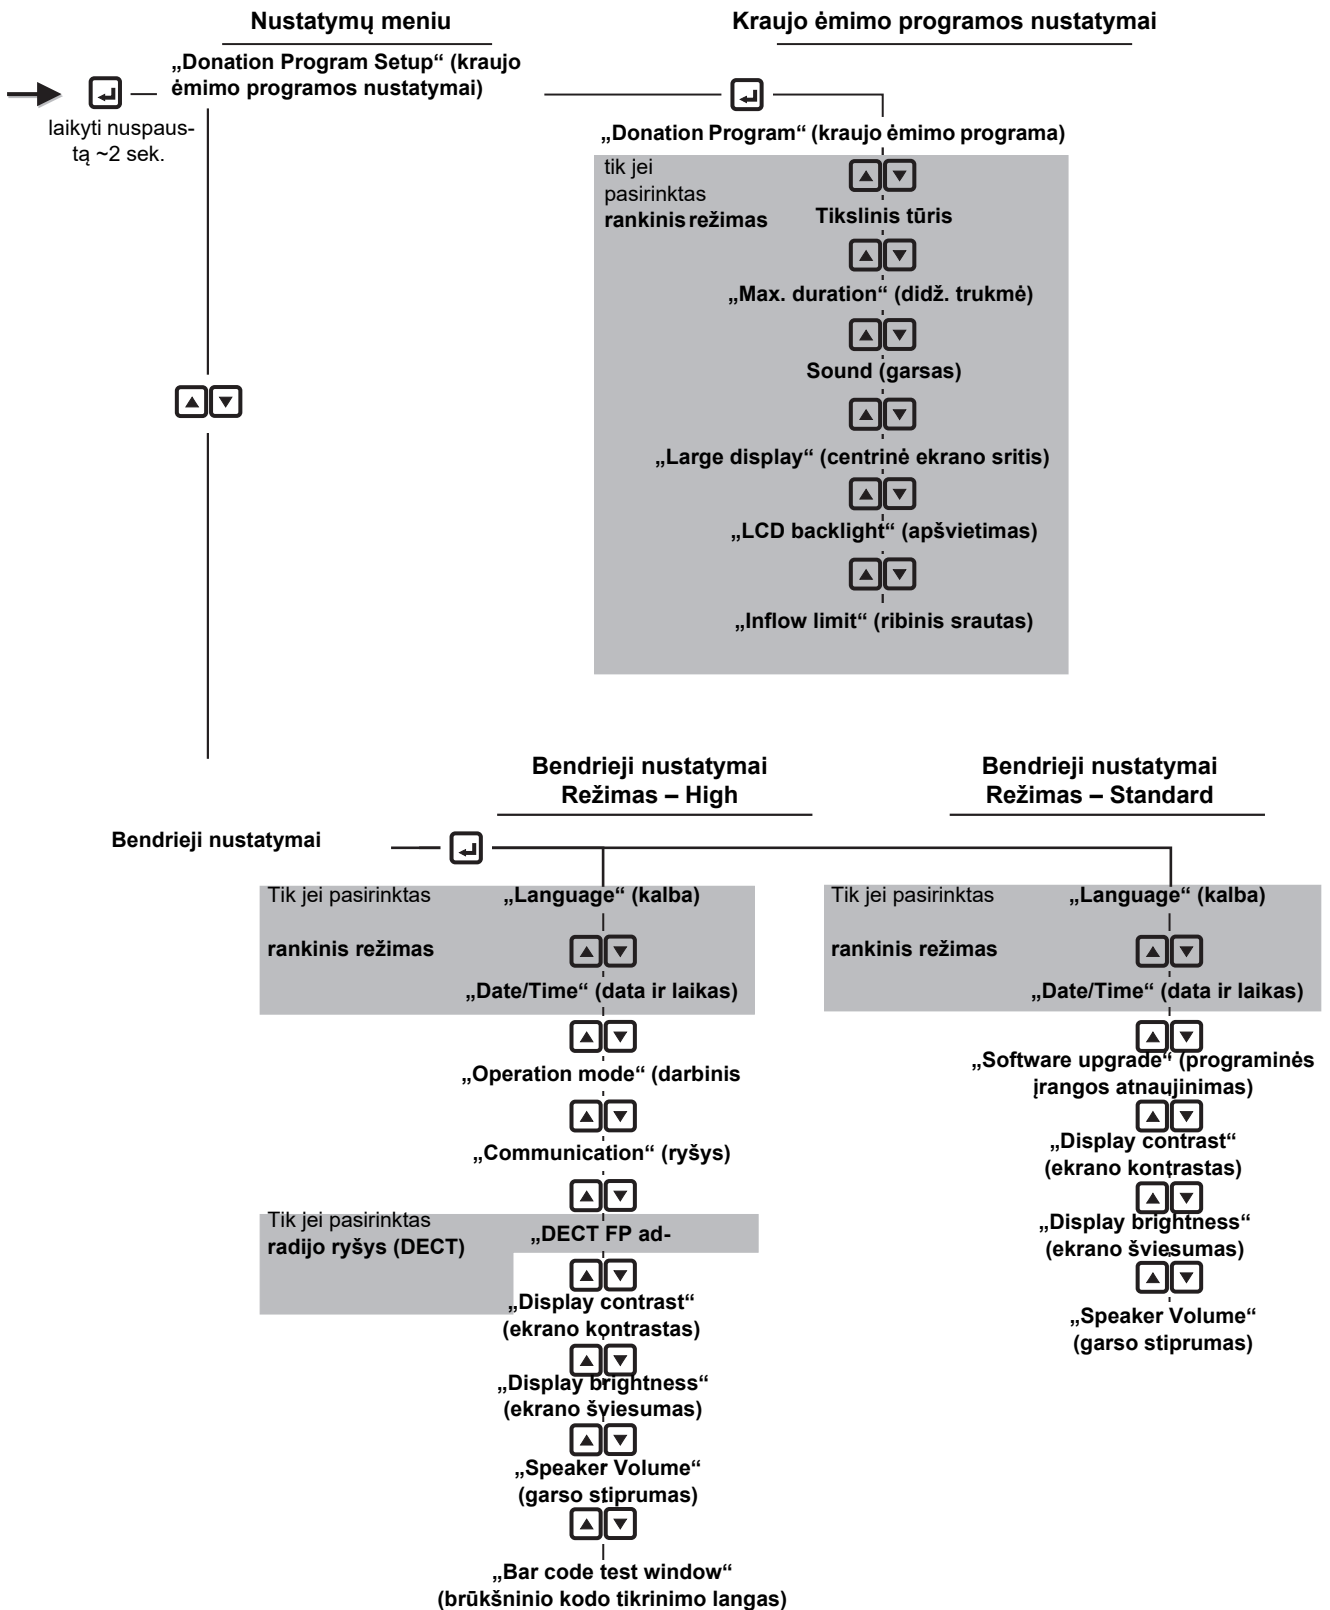 Nustatymų meniu
Kraujo ėmimo programos nustatymai
„Donation Program Setup“ (kraujo
ėmimo programos nustatymai)
laikyti nuspaus-
tą ~2 sek.
„Donation Program“ (kraujo ėmimo programa)
tik jei
pasirinktas
rankinis režimas
Tikslinis tūris
„Max. duration“ (didž. trukmė)
Sound (garsas)
„Large display“ (centrinė ekrano sritis)
„LCD backlight“ (apšvietimas)
„Inflow limit“ (ribinis srautas)
Bendrieji nustatymai
Režimas – High
Bendrieji nustatymai
Režimas – Standard
Bendrieji nustatymai
Tik jei pasirinktas
rankinis režimas
„Language“ (kalba)
„Date/Time“ (data ir laikas)
„Operation mode“ (darbinis
„Communication“ (ryšys)
Tik jei pasirinktas
radijo ryšys (DECT)
„DECT FP ad-
„Display contrast“
(ekrano kontrastas)
„Display brightness“
(ekrano šviesumas)
„Speaker Volume“
(garso stiprumas)
„Bar code test window“
(brūkšninio kodo tikrinimo langas)
Tik jei pasirinktas
rankinis režimas
„Language“ (kalba)
„Date/Time“ (data ir laikas)
„Software upgrade“ (programinės
įrangos atnaujinimas)
„Display contrast“
(ekrano kontrastas)
„Display brightness“
(ekrano šviesumas)
„Speaker Volume“
(garso stiprumas)